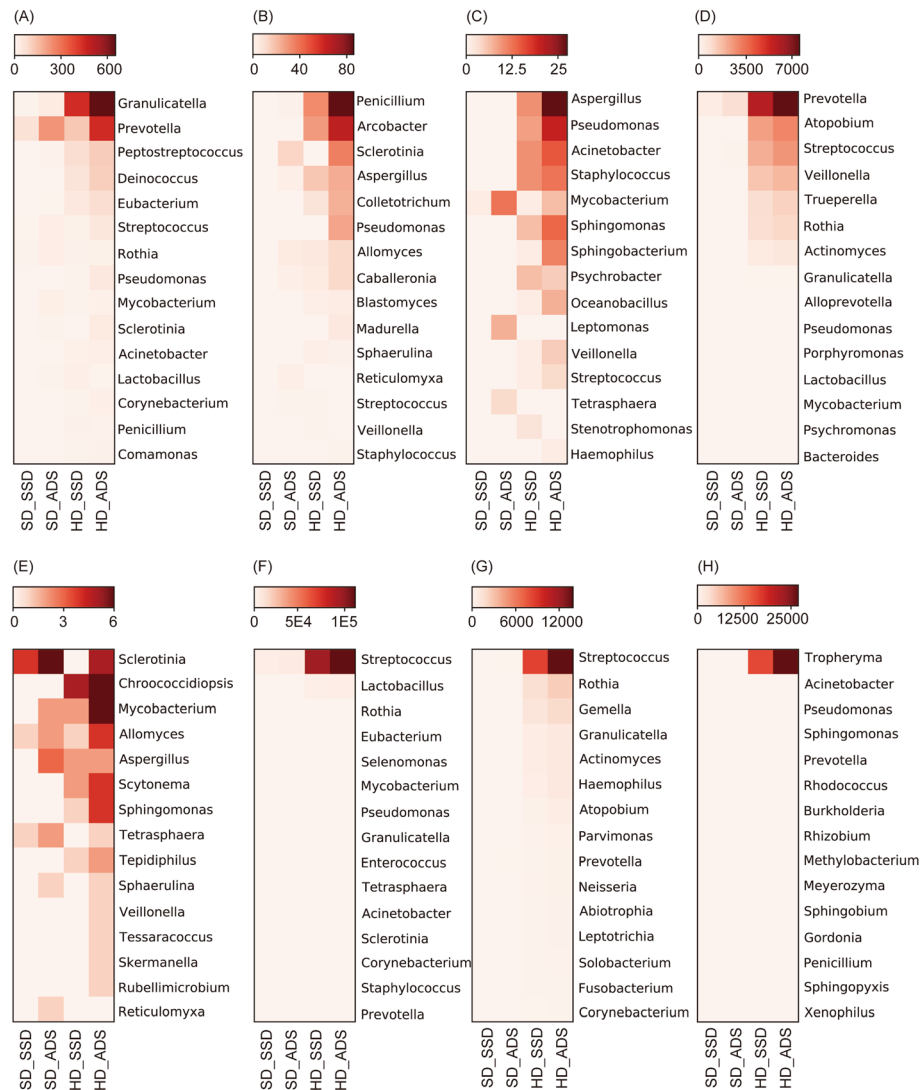 (A)
(B)
(C)
(D)
0 300 600
0 40 80
0 12.5 25
0 3500 7000
Granulicatella
Prevotella
Peptostreptococcus
Deinococcus
Eubacterium
Streptococcus
Rothia
Pseudomonas
Mycobacterium
Sclerotinia
Acinetobacter
Lactobacillus
Corynebacterium
Penicillium
Comamonas
SD_SSD
SD_ADS
HD_SSD
HD_ADS
Penicillium
Arcobacter
Sclerotinia
Aspergillus
Colletotrichum
Pseudomonas
Allomyces
Caballeronia
Blastomyces
Madurella
Sphaerulina
Reticulomyxa
Streptococcus
Veillonella
Staphylococcus
SD_SSD
SD_ADS
HD_SSD
HD_ADS
Aspergillus
Pseudomonas
Acinetobacter
Staphylococcus
Mycobacterium
Sphingomonas
Sphingobacterium
Psychrobacter
Oceanobacillus
Leptomonas
Veillonella
Streptococcus
Tetrasphaera
Stenotrophomonas
Haemophilus
SD_SSD
SD_ADS
HD_SSD
HD_ADS
Prevotella
Atopobium
Streptococcus
Veillonella
Trueperella
Rothia
Actinomyces
Granulicatella
Alloprevotella
Pseudomonas
Porphyromonas
Lactobacillus
Mycobacterium
Psychromonas
Bacteroides
SD_SSD
SD_ADS
HD_SSD
HD_ADS
(E)
(F)
(G)
(H)
0 3 6
0 5E4 1E5
0 6000 12000
0 12500 25000
Sclerotinia
Chroococcidiopsis
Mycobacterium
Allomyces
Aspergillus
Scytonema
Sphingomonas
Tetrasphaera
Tepidiphilus
Sphaerulina
Veillonella
Tessaracoccus
Skermanella
Rubellimicrobium
Reticulomyxa
SD_SSD
SD_ADS
HD_SSD
HD_ADS
Streptococcus
Lactobacillus
Rothia
Eubacterium
Selenomonas
Mycobacterium
Pseudomonas
Granulicatella
Enterococcus
Tetrasphaera
Acinetobacter
Sclerotinia
Corynebacterium
Staphylococcus
Prevotella
SD_SSD
SD_ADS
HD_SSD
HD_ADS
Streptococcus
Rothia
Gemella
Granulicatella
Actinomyces
Haemophilus
Atopobium
Parvimonas
Prevotella
Neisseria
Abiotrophia
Leptotrichia
Solobacterium
Fusobacterium
Corynebacterium
SD_SSD
SD_ADS
HD_SSD
HD_ADS
Tropheryma
Acinetobacter
Pseudomonas
Sphingomonas
Prevotella
Rhodococcus
Burkholderia
Rhizobium
Methylobacterium
Meyerozyma
Sphingobium
Gordonia
Penicillium
Sphingopyxis
Xenophilus
SD_SSD
SD_ADS
HD_SSD
HD_ADS